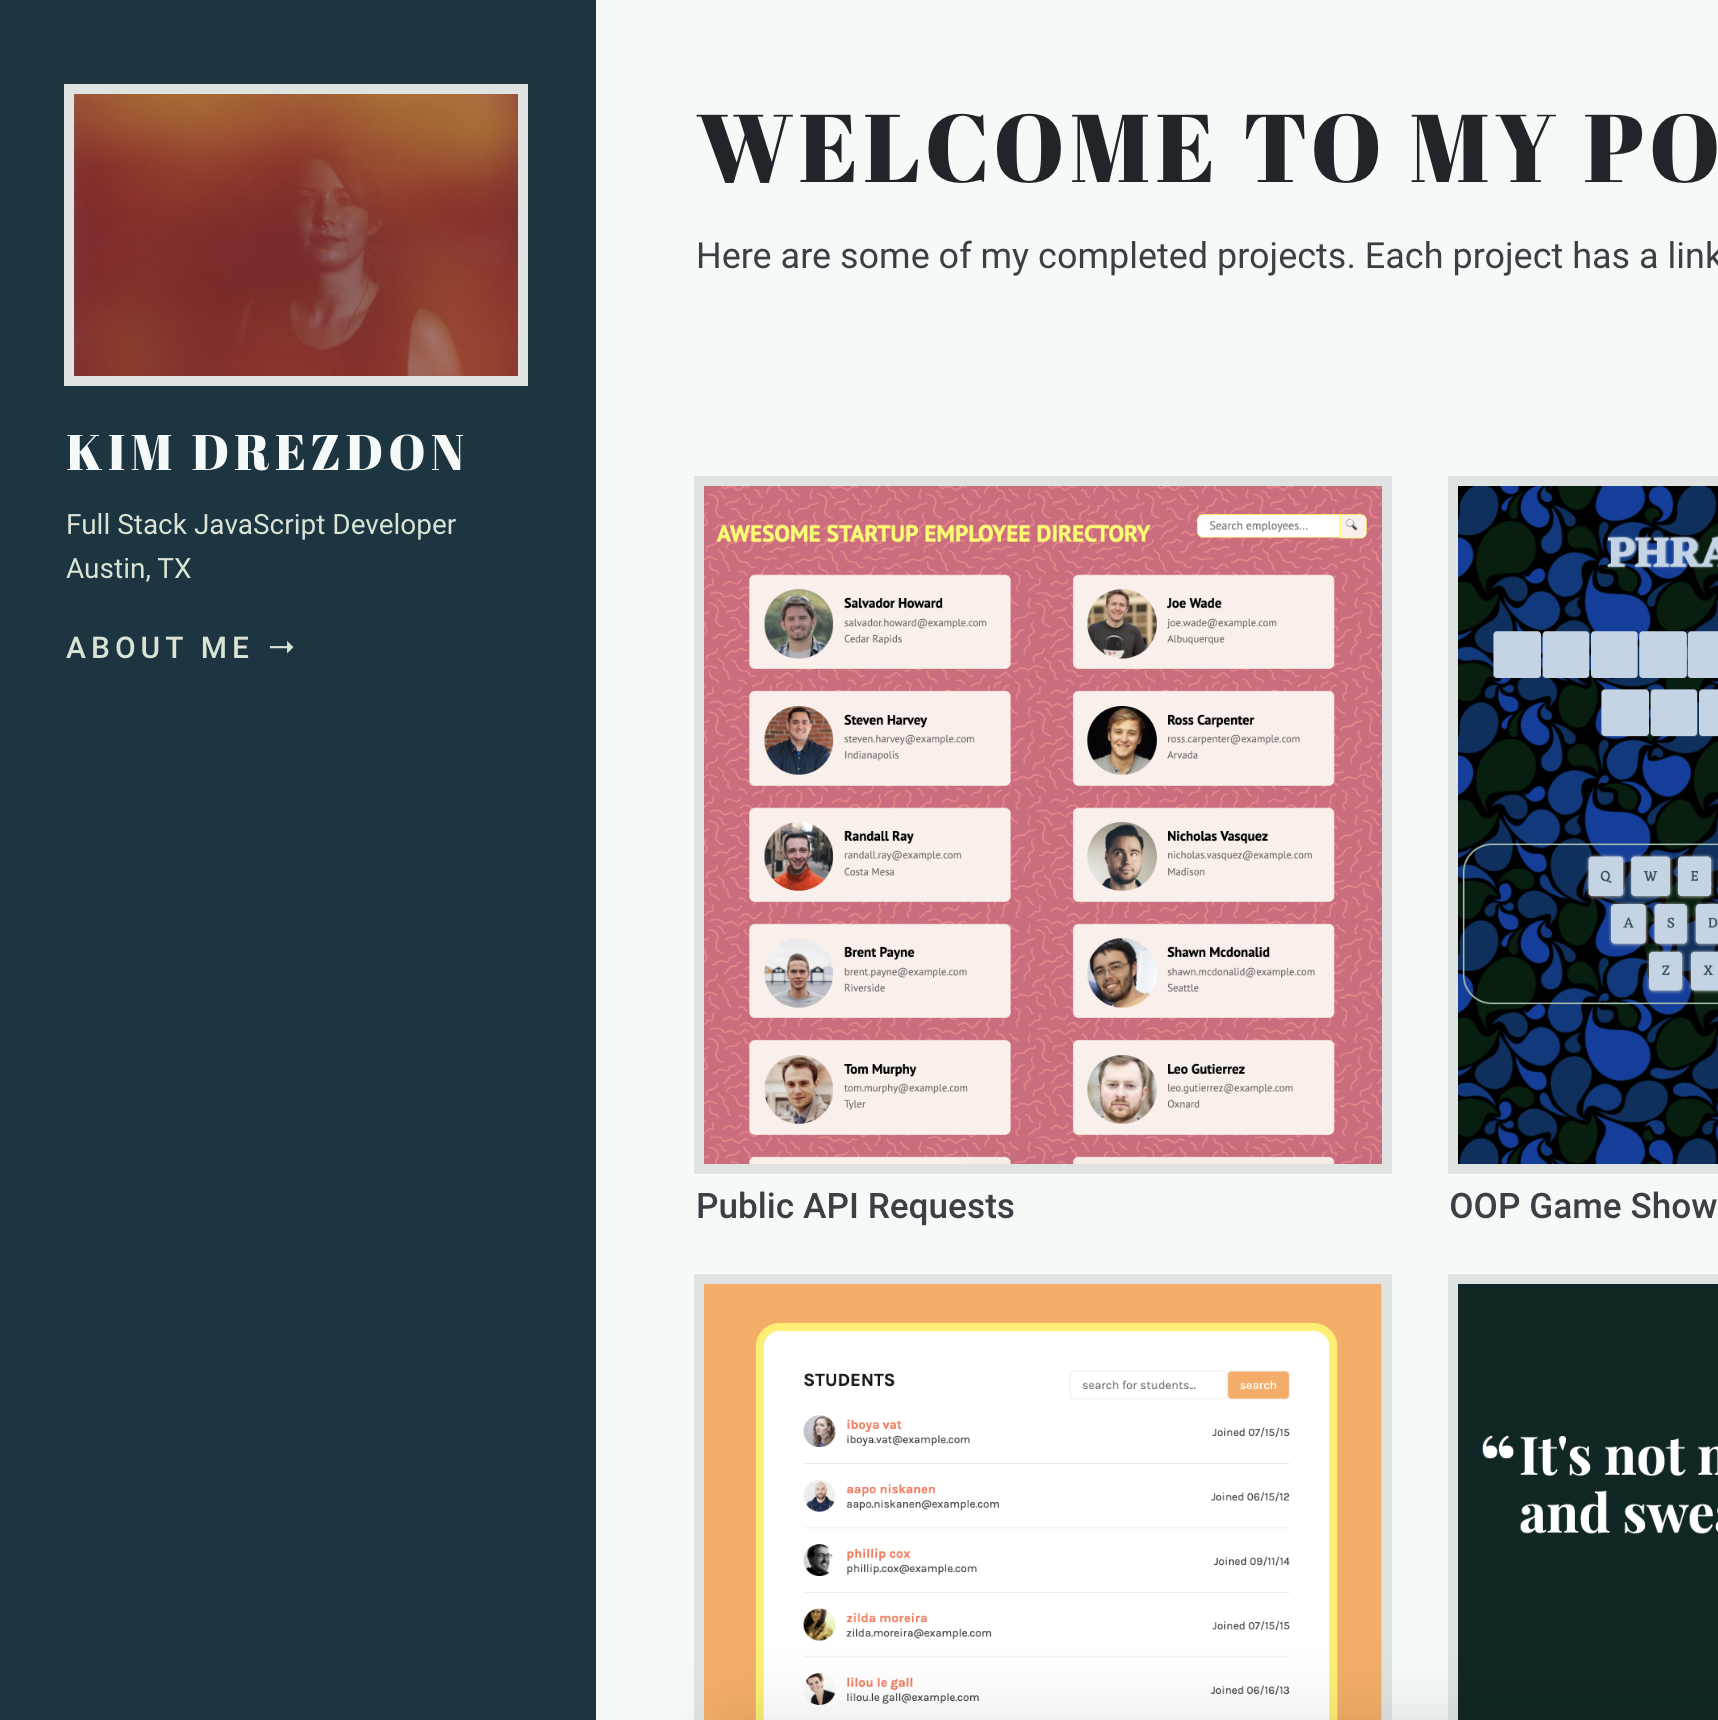 KIM DREZDON
Full Stack JavaScript Developer
Austin, TX
ABOUT ME →
WELCOME TO MY PO
Here are some of my completed projects. Each project has a link
AWESOME STARTUP EMPLOYEE DIRECTORY
Search employees...
Salvador Howard
salvador.howard@example.com
Cedar Rapids
Joe Wade
joe.wade@example.com
Albuquerque
Steven Harvey
steven.harvey@example.com
Indianapolis
Ross Carpenter
ross.carpenter@example.com
Arvada
Randall Ray
randall.ray@example.com
Costa Mesa
Nicholas Vasquez
nicholas.vasquez@example.com
Madison
Brent Payne
brent.payne@example.com
Riverside
Shawn Mcdonalid
shawn.mcdonalid@example.com
Seattle
Tom Murphy
tom.murphy@example.com
Tyler
Leo Gutierrez
leo.gutierrez@example.com
Oxnard
Public API Requests
PHRA
Q W E
A S D
Z X
OOP Game Show
STUDENTS
search for students...
search
iboya vat
iboya.vat@example.com
Joined 07/15/15
aapo niskanen
aapo.niskanen@example.com
Joined 06/15/12
phillip cox
phillip.cox@example.com
Joined 09/11/14
zilda moreira
zilda.moreira@example.com
Joined 07/15/15
lilou le gall
lilou.le gall@example.com
Joined 06/16/13
“It's not
and swea